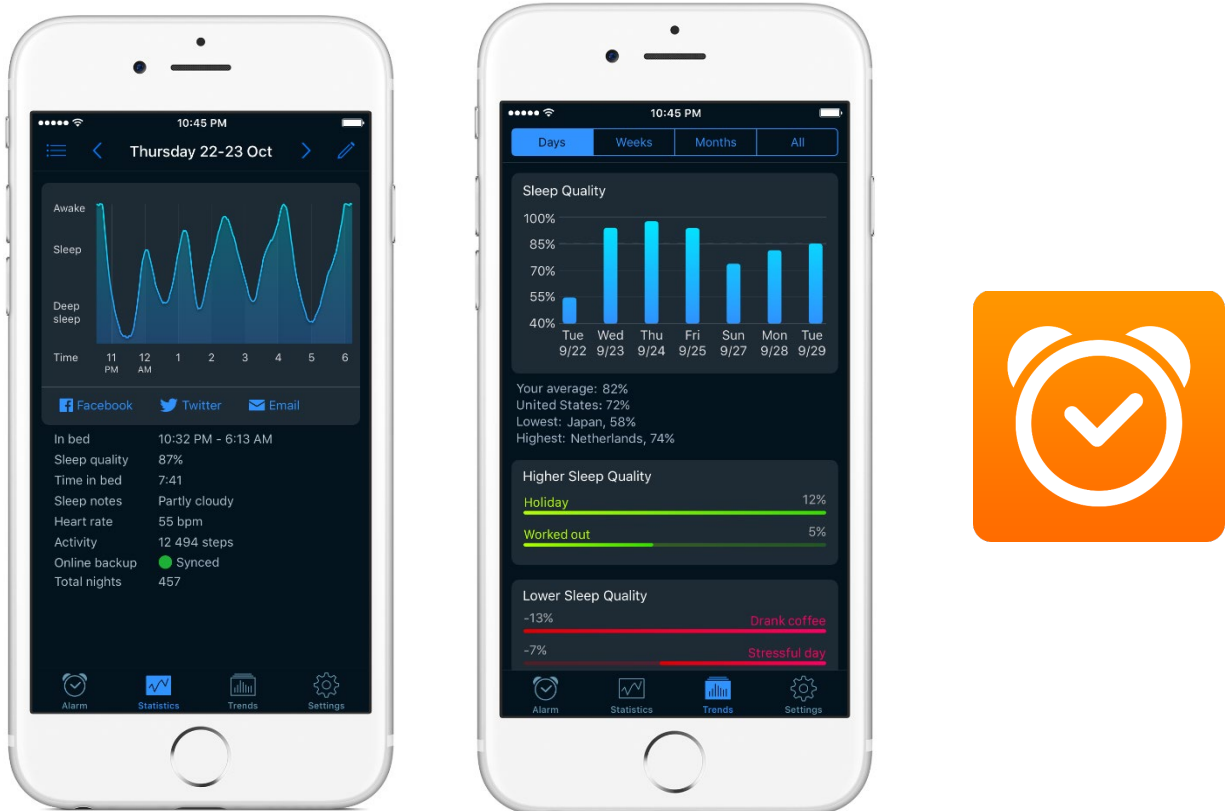 10:45 PM
Thursday 22-23 Oct
Awake
Sleep
Deep
sleep
Time 11 12 1 2 3 4 5 6
PM AM
Facebook Twitter Email
In bed 10:32 PM - 6:13 AM
Sleep quality 87%
Time in bed 7:41
Sleep notes Partly cloudy
Heart rate 55 bpm
Activity 12 494 steps
Online backup Synced
Total nights 457
Alarm Statistics Trends Settings
10:45 PM
Days Weeks Months All
Sleep Quality
100%
85%
70%
55%
40%
Tue Wed Thu Fri Sun Mon Tue
9/22 9/23 9/24 9/25 9/27 9/28 9/29
Your average: 82%
United States: 72%
Lowest: Japan, 58%
Highest: Netherlands, 74%
Higher Sleep Quality
Holiday 12%
Worked out 5%
Lower Sleep Quality
-13% Drank coffee
-7% Stressful day
Alarm Statistics Trends Settings